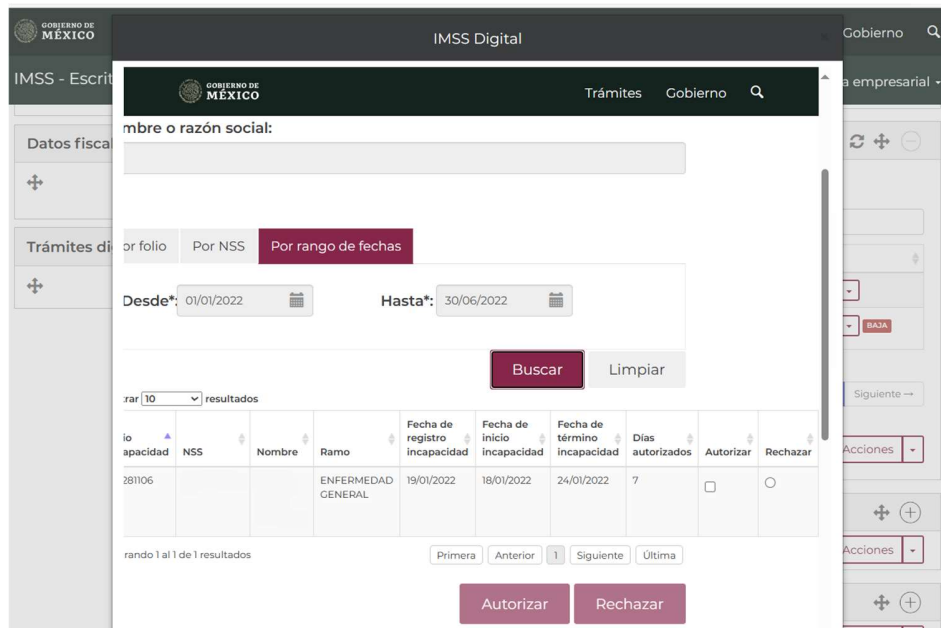 GOBIERNO DE
MÉXICO
IMSS Digital
Gobierno
IMSS - Escrit
a empresarial
GOBIERNO DE
MÉXICO
Trámites Gobierno
mbre o razón social:
Datos fiscal
Trámites di
or folio Por NSS Por rango de fechas
Desde*: 01/01/2022 Hasta*: 30/06/2022
BAJA
Buscar Limpiar
Siguiente →
rar 10 resultados
io
apacidad NSS Nombre Ramo Fecha de registro incapacidad Fecha de inicio incapacidad Fecha de término incapacidad Días autorizados Autorizar Rechazar
Acciones
281106 ENFERMEDAD GENERAL 19/01/2022 18/01/2022 24/01/2022 7
rando 1 al 1 de 1 resultados Primera Anterior 1 Siguiente Última
Acciones
Autorizar Rechazar